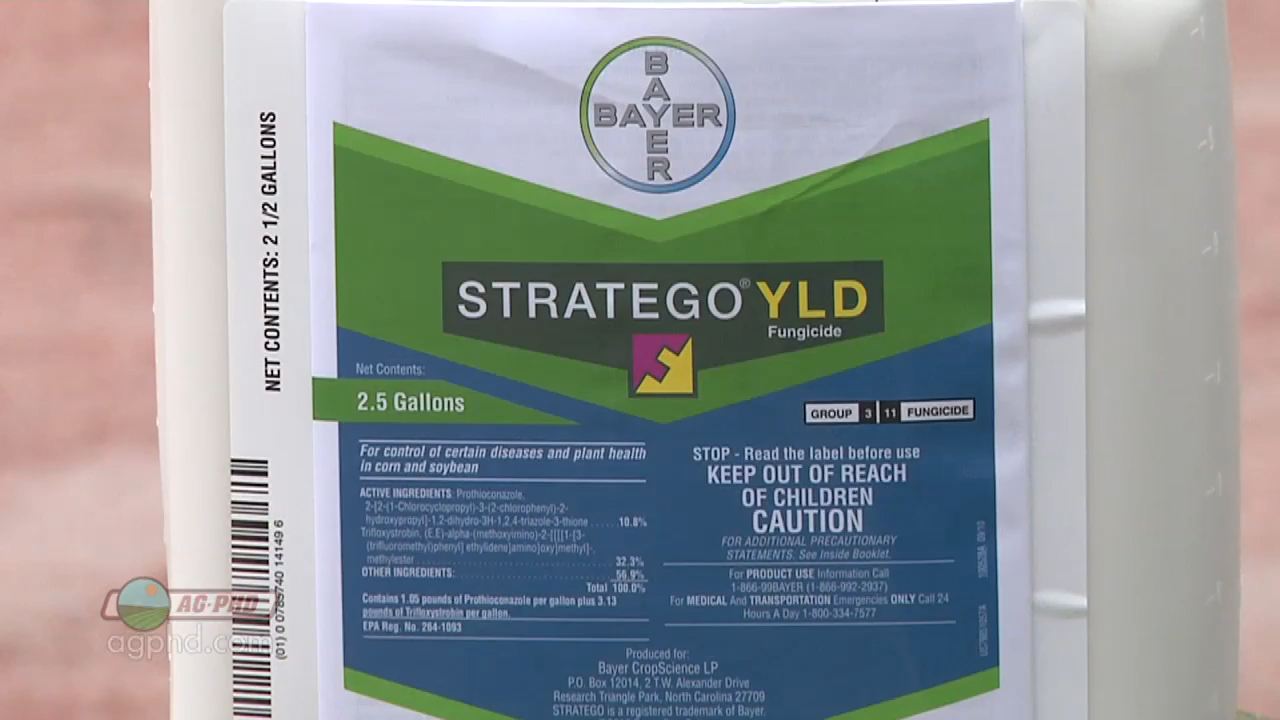 BAYER
BAYER
STRATEGO® YLD
Fungicide
Net Contents:
2.5 Gallons
GROUP 3 11 FUNGICIDE
For control of certain diseases and plant health
in corn and soybean
ACTIVE INGREDIENTS: Prothioconazole,
2-[2-(1-Chlorocyclopropyl)-3-(2-chlorophenyl)-2-
hydroxypropyl]-1,2-dihydro-3H-1,2,4-triazole-3-thione ...... 10.8%
Trifloxystrobin, (E,E)-alpha-(methoxyimino)-2-[[[[1-[3-
(trifluoromethyl)phenyl] ethylidene]amino]oxy]methyl]-,
methylester ...... 32.3%
OTHER INGREDIENTS: ...... 56.9%
Total 100.0%
Contains 1.05 pounds of Prothioconazole per gallon plus 3.13
pounds of Trifloxystrobin per gallon.
EPA Reg. No. 264-1093
STOP - Read the label before use
KEEP OUT OF REACH
OF CHILDREN
CAUTION
FOR ADDITIONAL PRECAUTIONARY
STATEMENTS. See Inside Booklet.
For PRODUCT USE Information Call
1-866-99BAYER (1-866-992-2937)
For MEDICAL And TRANSPORTATION Emergencies ONLY Call 24
Hours A Day 1-800-334-7577
Produced for:
Bayer CropScience LP
P.O. Box 12014, 2 T.W. Alexander Drive
Research Triangle Park, North Carolina 27709
STRATEGO is a registered trademark of Bayer.
NET CONTENTS: 2 1/2 GALLONS
AG-PHD
agphd.com